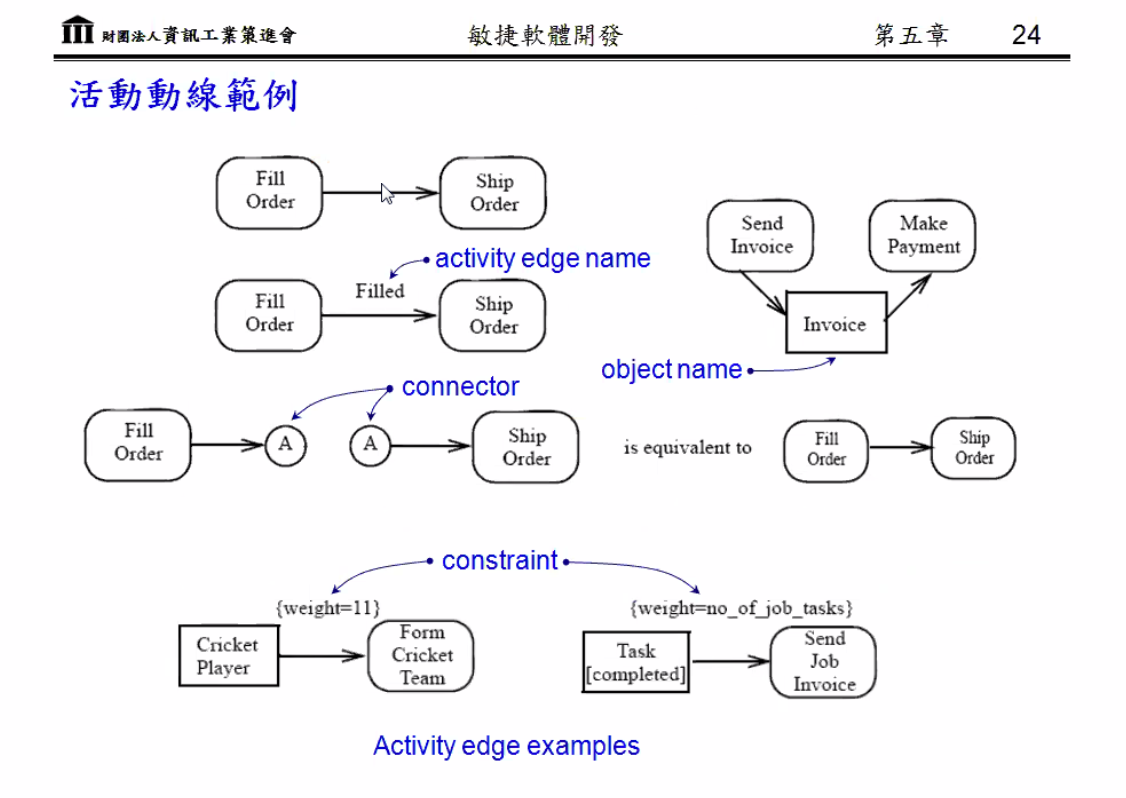 財團法人資訊工業策進會
敏捷軟體開發
第五章
24
活動動線範例
Fill
Order
Ship
Order
Send
Invoice
Make
Payment
activity edge name
Filled
Fill
Order
Ship
Order
Invoice
object name
connector
Fill
Order
A
A
Ship
Order
is equivalent to
Fill
Order
Ship
Order
constraint
{weight=11}
{weight=no_of_job_tasks}
Cricket
Player
Form
Cricket
Team
Task
[completed]
Send
Job
Invoice
Activity edge examples